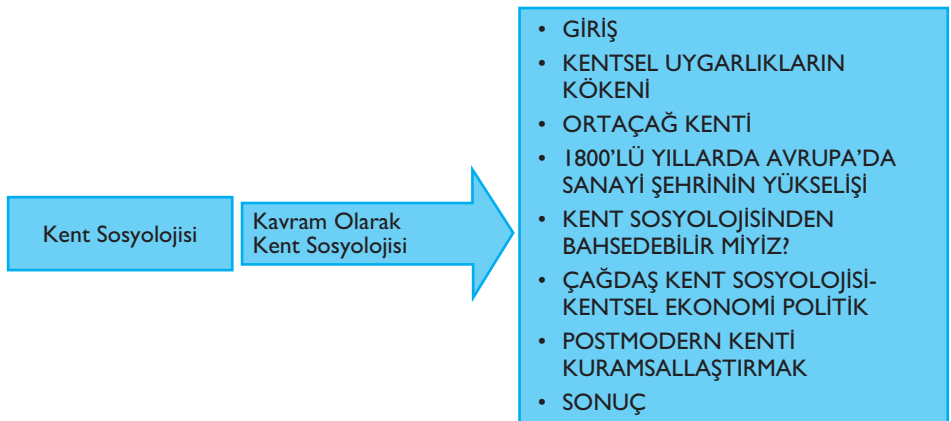 Kent Sosyolojisi
Kavram Olarak
Kent Sosyolojisi
• GİRİŞ
• KENTSEL UYGARLIKLARIN
KÖKENİ
• ORTAÇAĞ KENTİ
• 1800’LÜ YILLARDA AVRUPA’DA
SANAYİ ŞEHRİNİN YÜKSELİŞİ
• KENT SOSYOLOJİSİNDEN
BAHSEDEBİLİR MİYİZ?
• ÇAĞDAŞ KENT SOSYOLOJİSİ-
KENTSEL EKONOMİ POLİTİK
• POSTMODERN KENTİ
KURAMSALLAŞTIRMAK
• SONUÇ